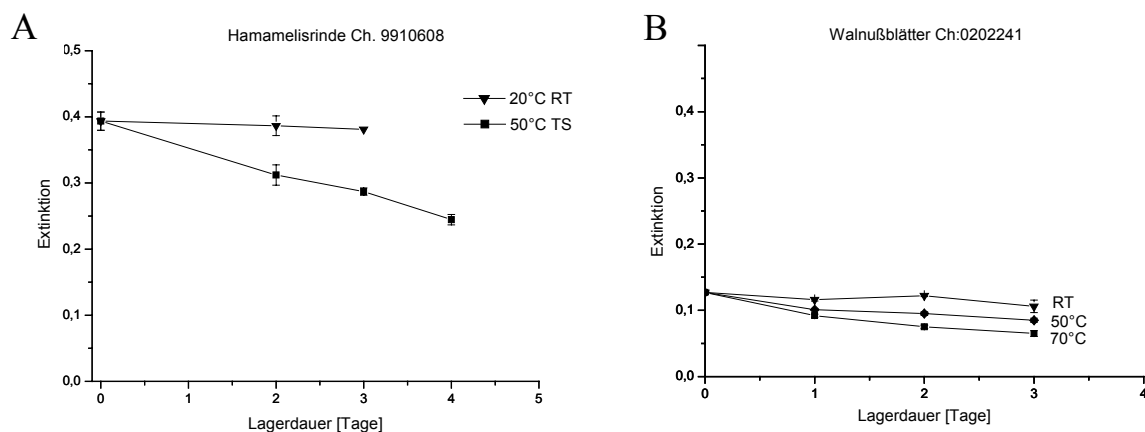 A
Hamamelisrinde Ch. 9910608
0,5
0,4
0,3
0,2
0,1
0,0
Extinktion
0
1
2
3
4
5
Lagerdauer [Tage]
20°C RT
50°C TS
B
Walnußblätter Ch:0202241
0,5
0,4
0,3
0,2
0,1
0,0
Extinktion
0
1
2
3
4
Lagerdauer [Tage]
RT
50°C
70°C